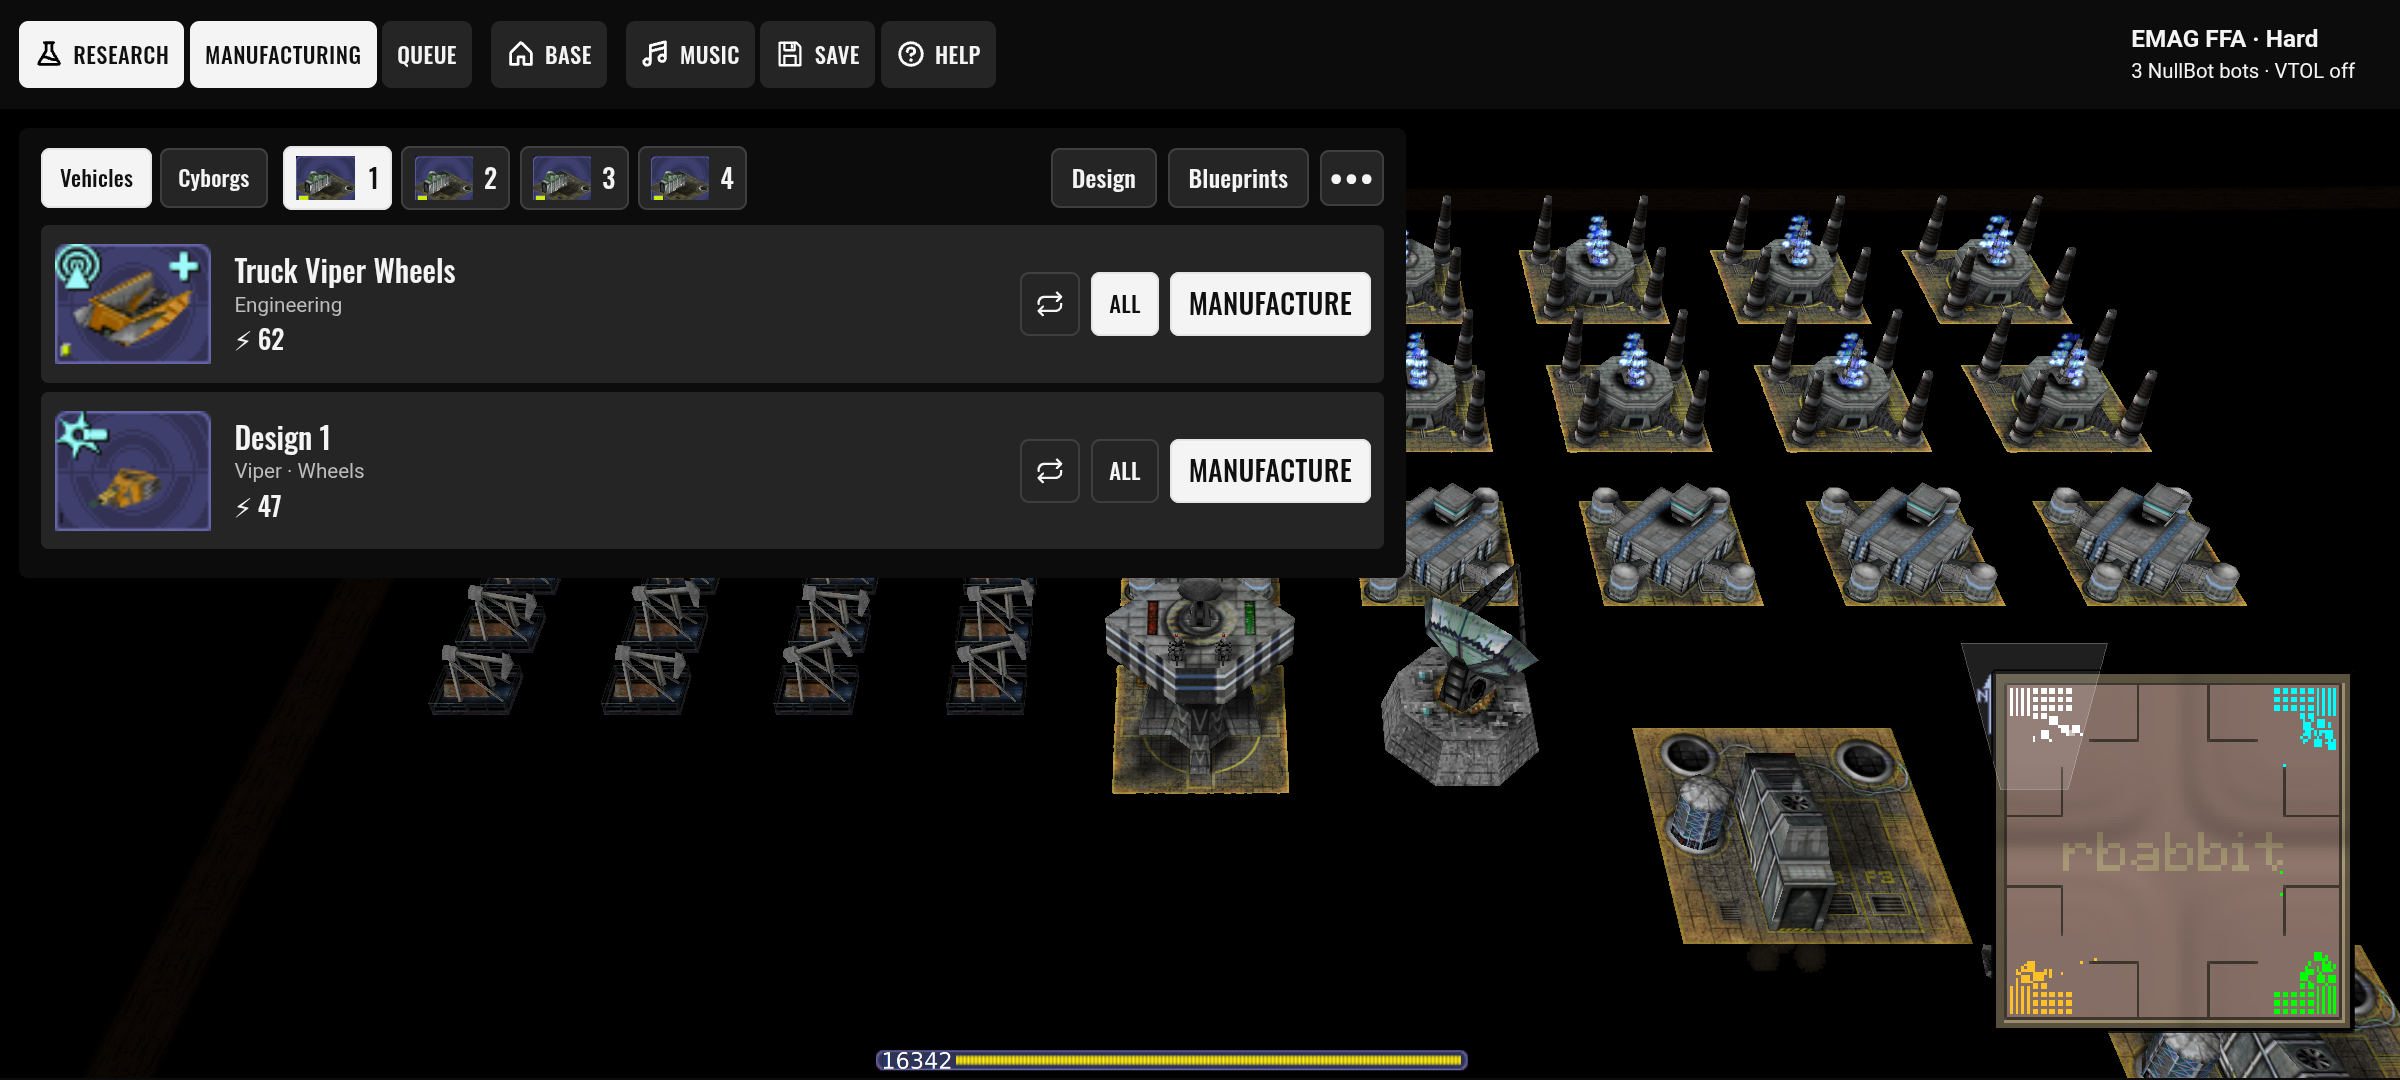 RESEARCH
MANUFACTURING
QUEUE
BASE
MUSIC
SAVE
HELP
EMAG FFA · Hard
3 NullBot bots · VTOL off
Vehicles
Cyborgs
1
2
3
4
Design
Blueprints
Truck Viper Wheels
Engineering
62
ALL
MANUFACTURE
Design 1
Viper · Wheels
47
ALL
MANUFACTURE
F3
N
rbabbit
16342